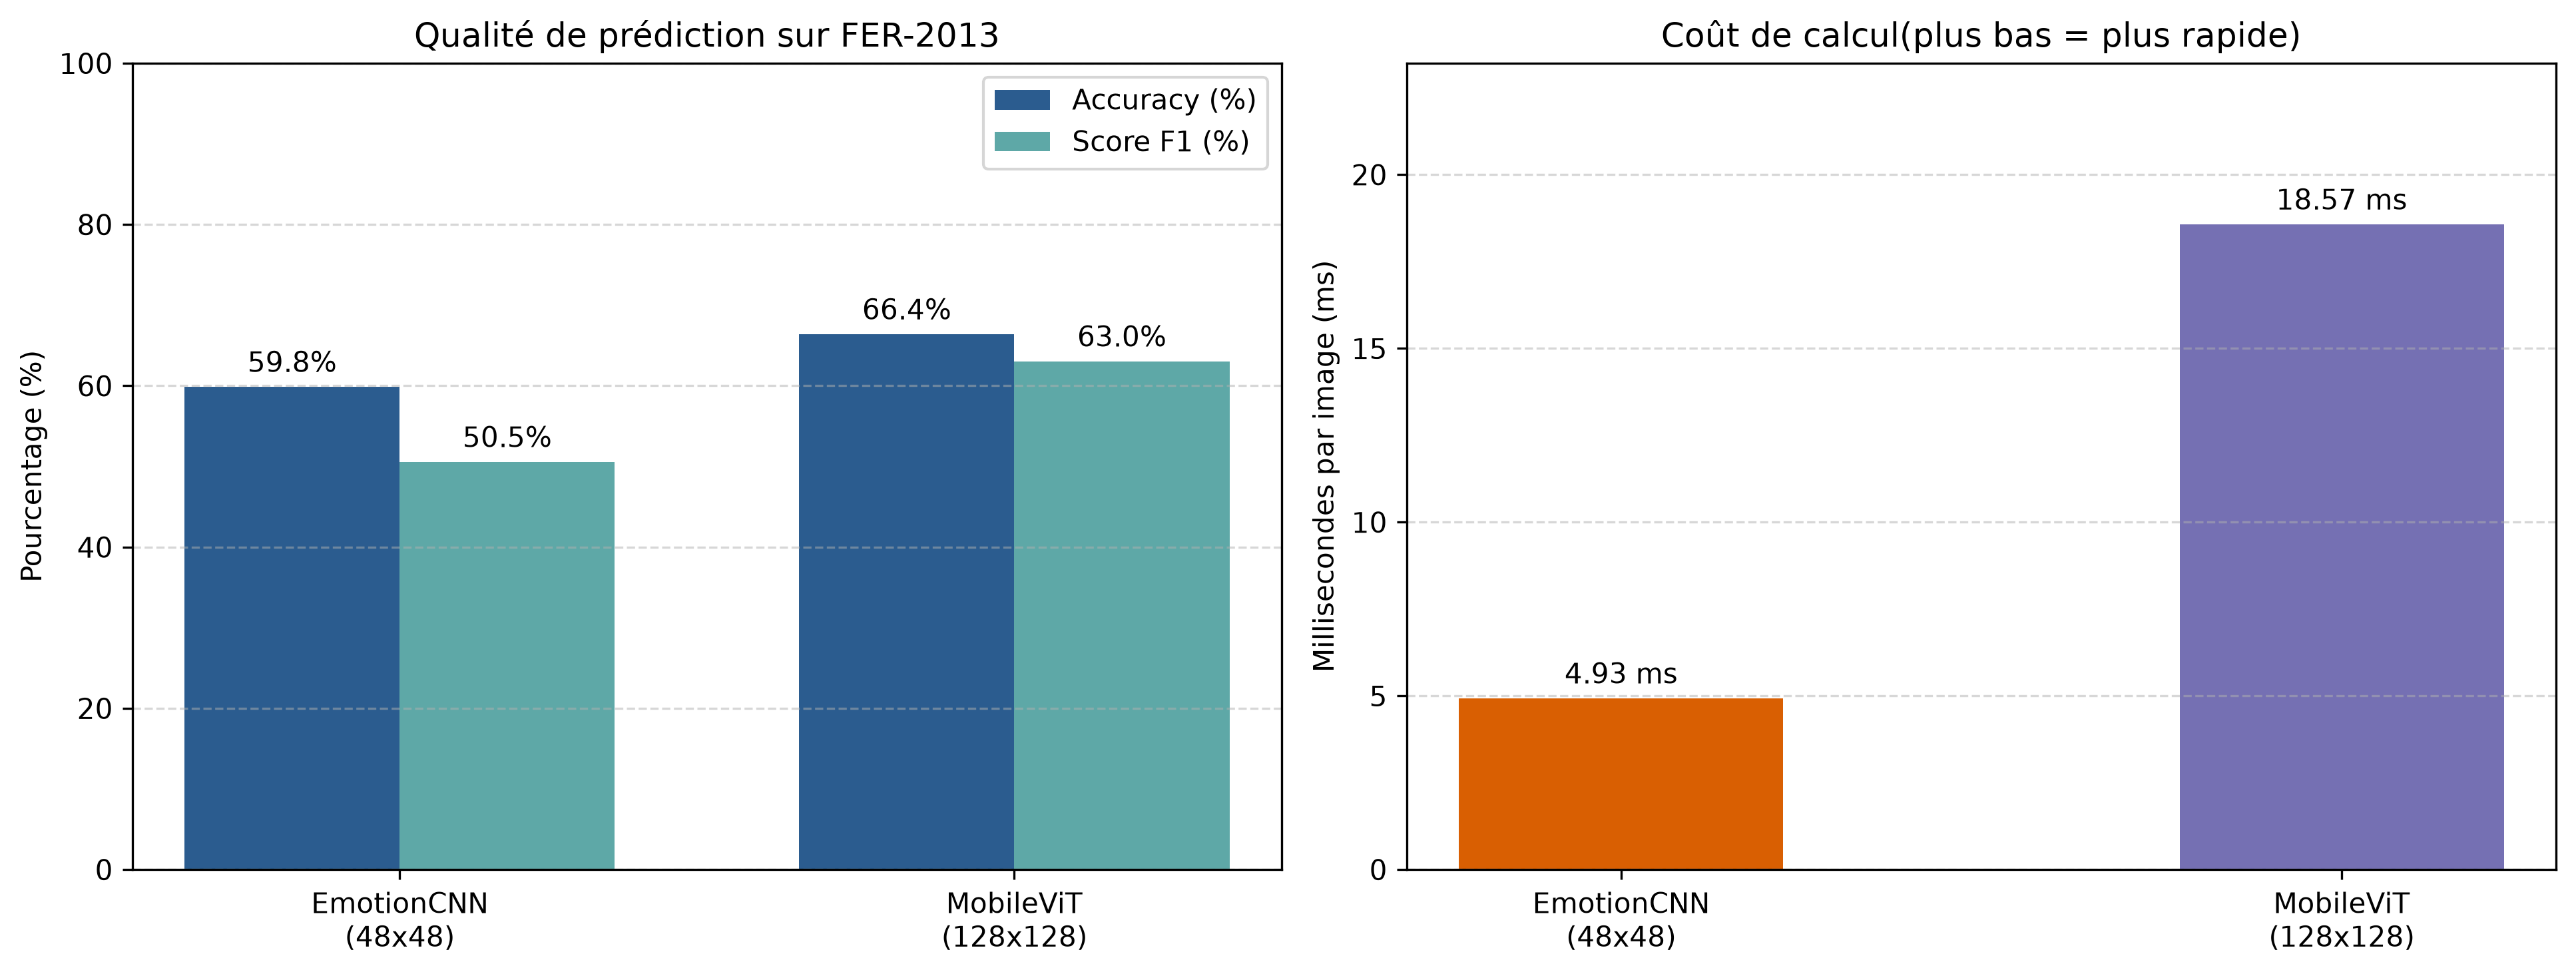 Qualité de prédiction sur FER-2013
100
80
60
40
20
0
Pourcentage (%)
Accuracy (%)
Score F1 (%)
59.8%
50.5%
66.4%
63.0%
EmotionCNN
(48x48)
MobileViT
(128x128)
Coût de calcul(plus bas = plus rapide)
20
15
10
5
0
Millisecondes par image (ms)
4.93 ms
18.57 ms
EmotionCNN
(48x48)
MobileViT
(128x128)